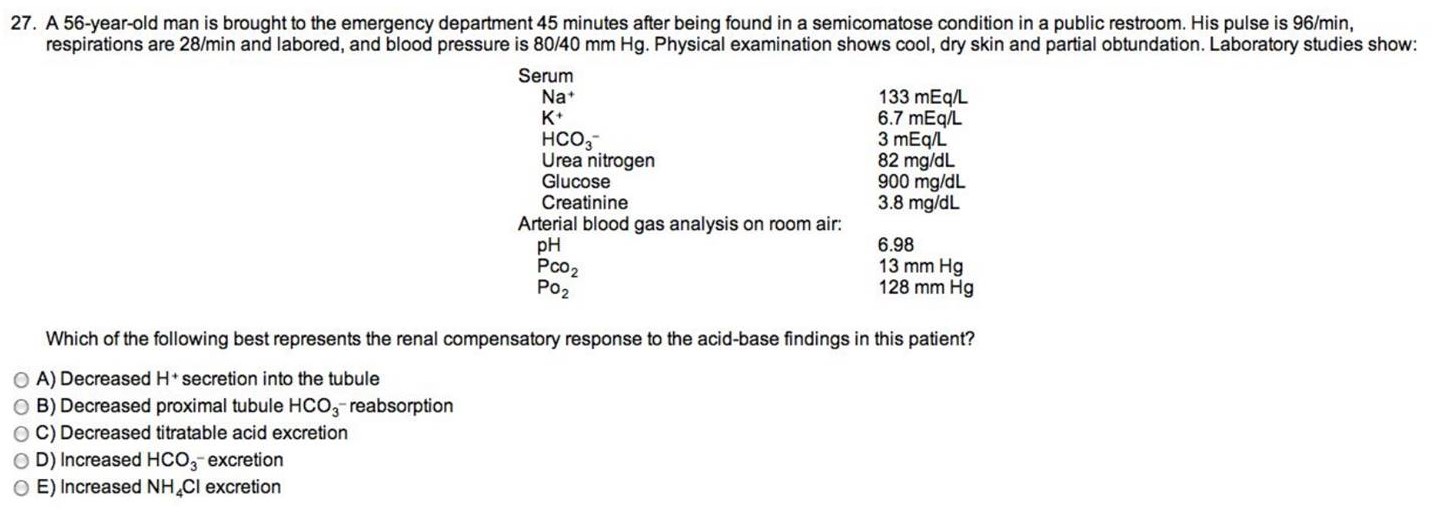 27. A 56-year-old man is brought to the emergency department 45 minutes after being found in a semicomatose condition in a public restroom. His pulse is 96/min,
respirations are 28/min and labored, and blood pressure is 80/40 mm Hg. Physical examination shows cool, dry skin and partial obtundation. Laboratory studies show:
Serum
Na⁺ 133 mEq/L
K⁺ 6.7 mEq/L
HCO₃⁻ 3 mEq/L
Urea nitrogen 82 mg/dL
Glucose 900 mg/dL
Creatinine 3.8 mg/dL
Arterial blood gas analysis on room air:
pH 6.98
Pco₂ 13 mm Hg
Po₂ 128 mm Hg
Which of the following best represents the renal compensatory response to the acid-base findings in this patient?
A) Decreased H⁺ secretion into the tubule
B) Decreased proximal tubule HCO₃⁻ reabsorption
C) Decreased titratable acid excretion
D) Increased HCO₃⁻ excretion
E) Increased NH₄Cl excretion